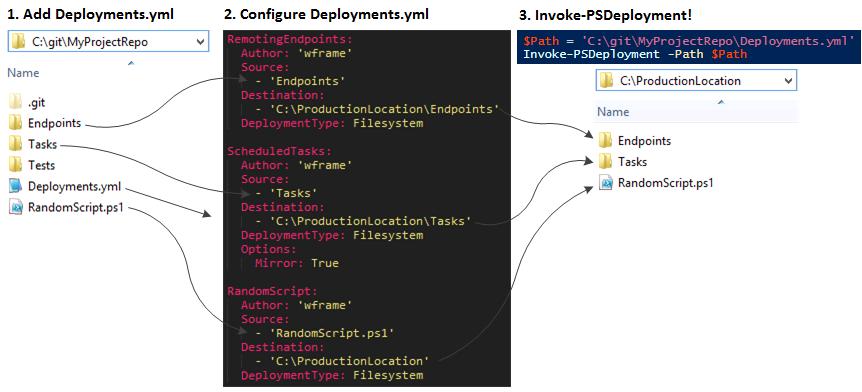 1. Add Deployments.yml
C:\git\MyProjectRepo
Name
.git
Endpoints
Tasks
Tests
Deployments.yml
RandomScript.ps1
2. Configure Deployments.yml
RemotingEndpoints:
Author: 'wframe'
Source:
- 'Endpoints'
Destination:
- 'C:\ProductionLocation\Endpoints'
DeploymentType: Filesystem
ScheduledTasks:
Author: 'wframe'
Source:
- 'Tasks'
Destination:
- 'C:\ProductionLocation\Tasks'
DeploymentType: Filesystem
Options:
Mirror: True
RandomScript:
Author: 'wframe'
Source:
- 'RandomScript.ps1'
Destination:
- 'C:\ProductionLocation'
DeploymentType: Filesystem
3. Invoke-PSDeployment!
$Path = 'C:\git\MyProjectRepo\Deployments.yml'
Invoke-PSDeployment -Path $Path
C:\ProductionLocation
Name
Endpoints
Tasks
RandomScript.ps1